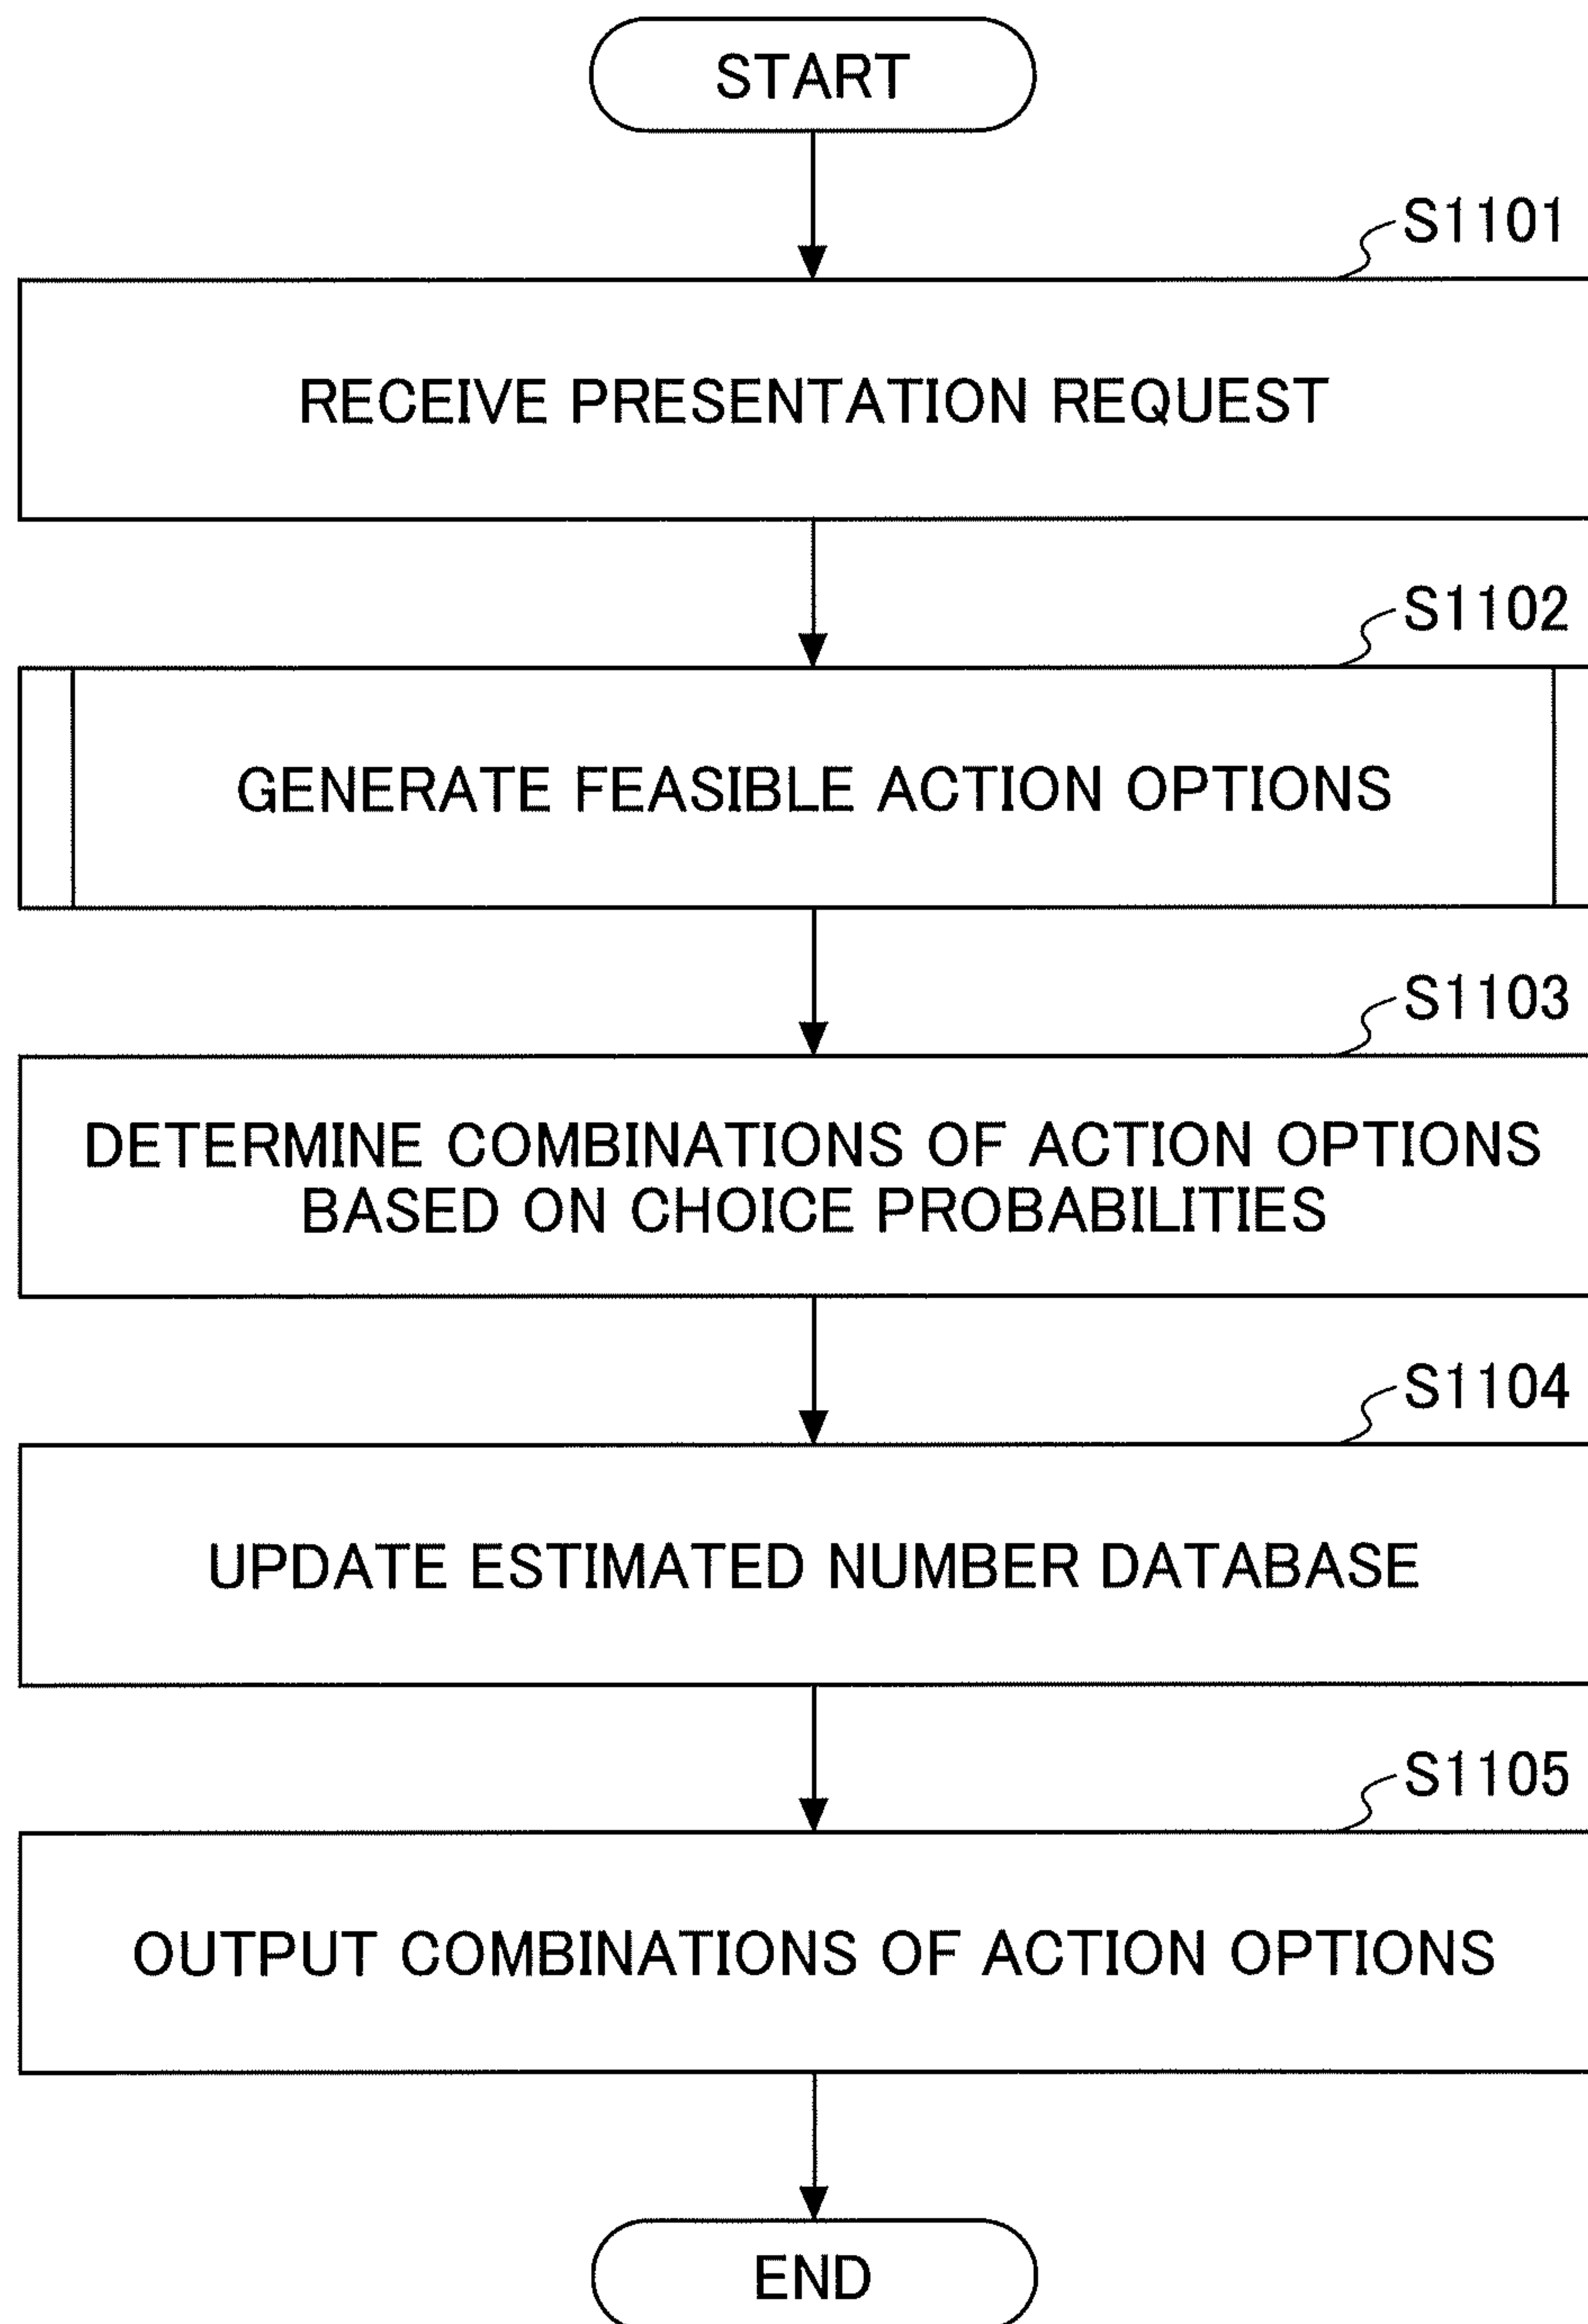 START
S1101
RECEIVE PRESENTATION REQUEST
S1102
GENERATE FEASIBLE ACTION OPTIONS
S1103
DETERMINE COMBINATIONS OF ACTION OPTIONS
BASED ON CHOICE PROBABILITIES
S1104
UPDATE ESTIMATED NUMBER DATABASE
S1105
OUTPUT COMBINATIONS OF ACTION OPTIONS
END